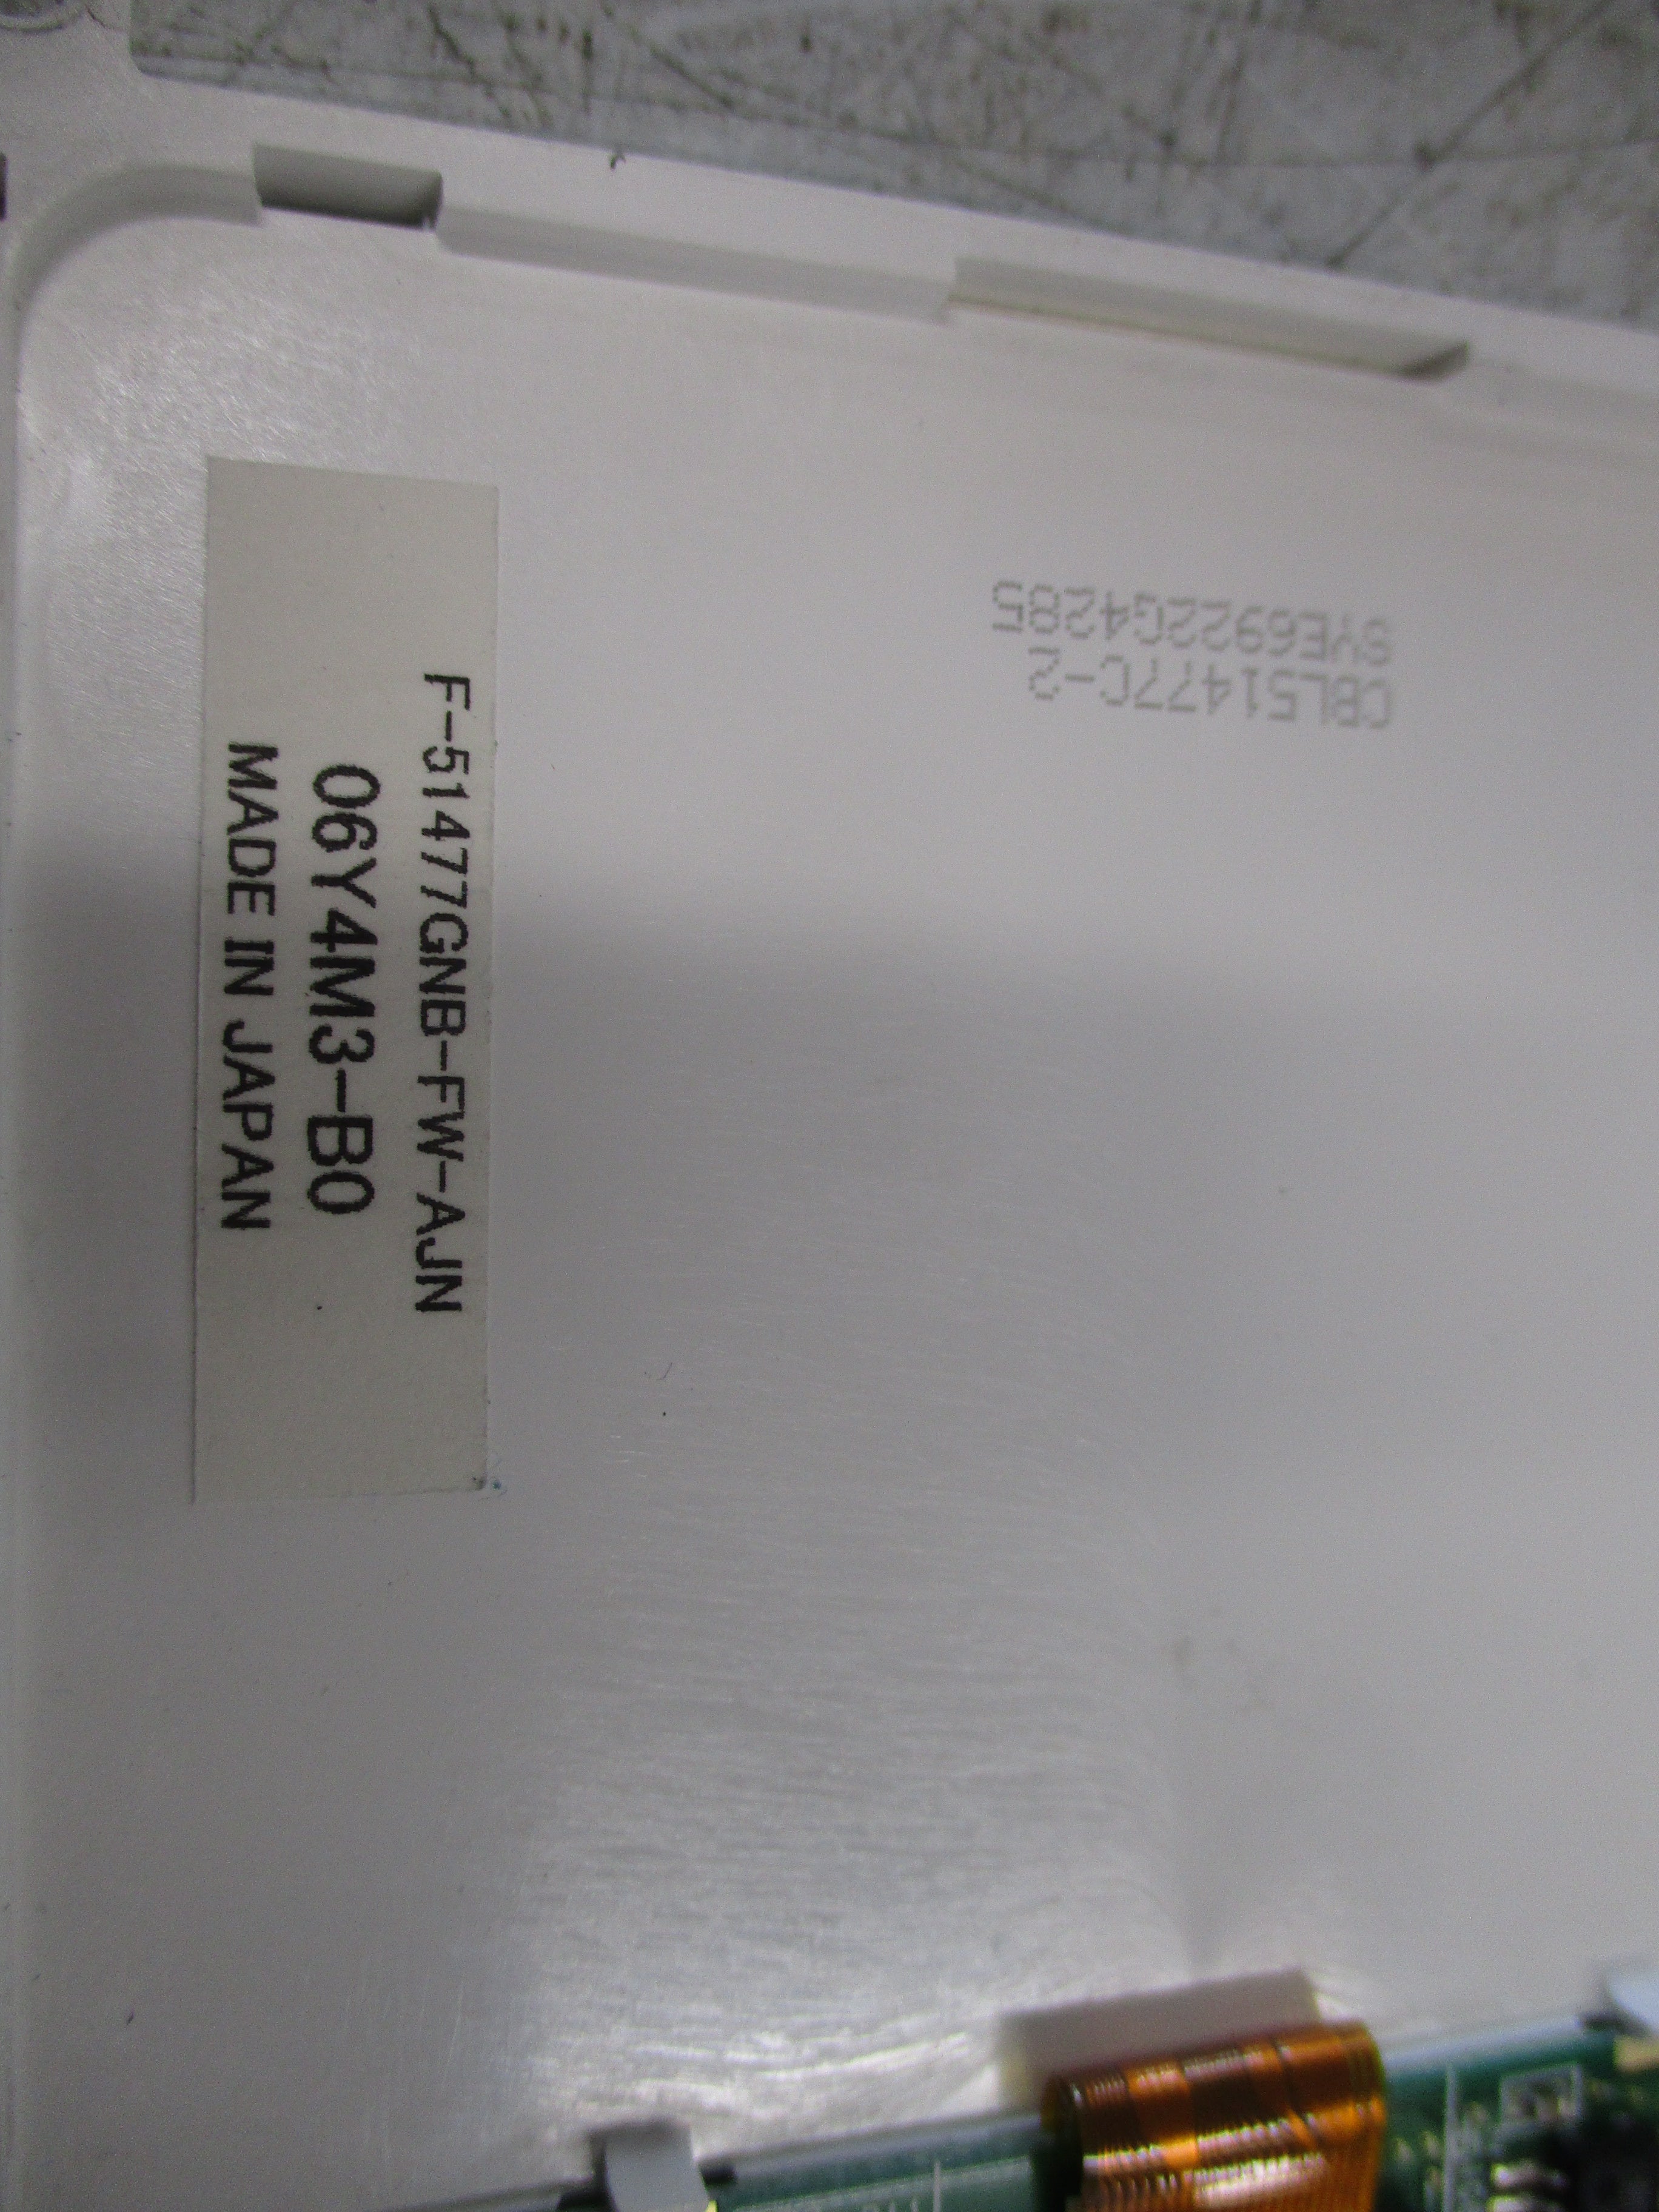 F-51477GNB-FW-AJN
06Y4M3-B0
MADE IN JAPAN
CBL51477C-2
SYE6922G4285